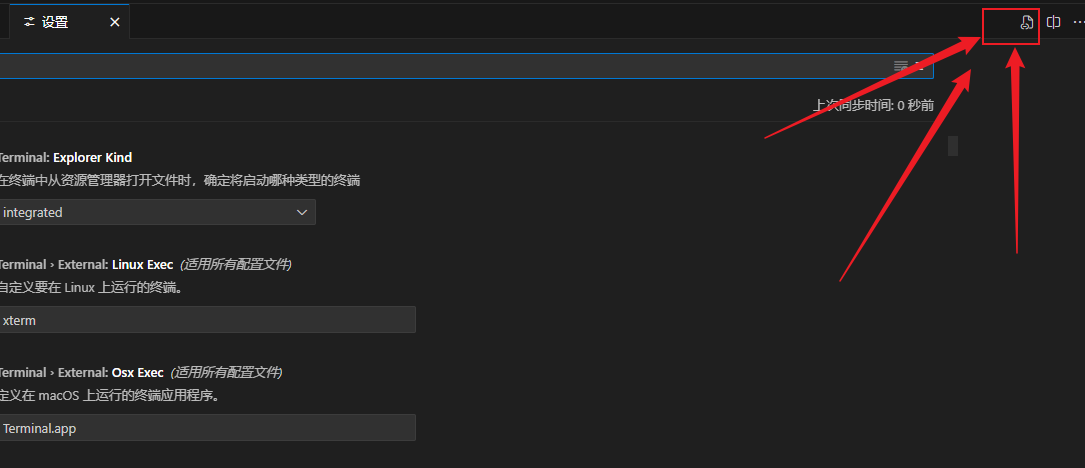 设置
上次同步时间: 0 秒前
Terminal: Explorer Kind
在终端中从资源管理器打开文件时，确定将启动哪种类型的终端
integrated
Terminal › External: Linux Exec (适用所有配置文件)
自定义要在 Linux 上运行的终端。
xterm
Terminal › External: Osx Exec (适用所有配置文件)
定义在 macOS 上运行的终端应用程序。
Terminal.app